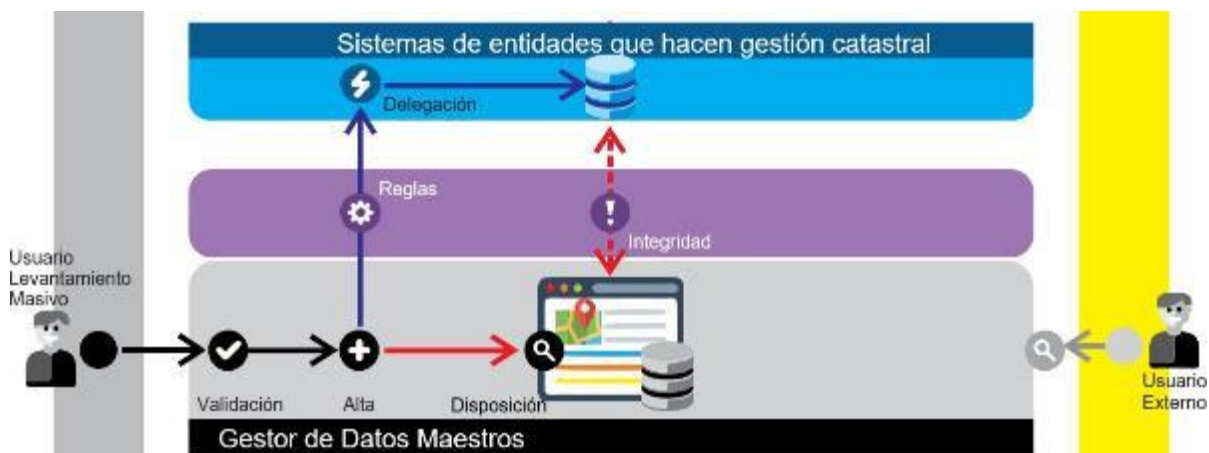 Sistemas de entidades que hacen gestión catastral
Delegación
Reglas
Integridad
Usuario
Levantamiento
Masivo
Validación
Alta
Disposición
Usuario
Externo
Gestor de Datos Maestros